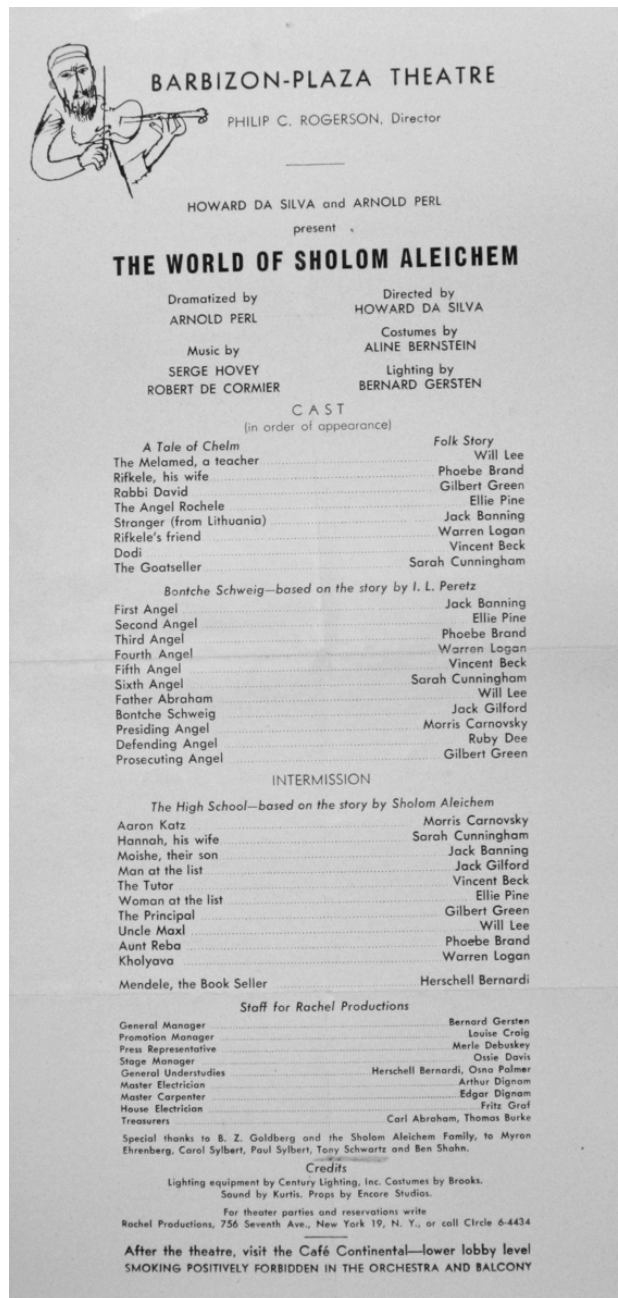 BARBIZON-PLAZA THEATRE
PHILIP C. ROGERSON, Director
HOWARD DA SILVA and ARNOLD PERL
present
THE WORLD OF SHOLOM ALEICHEM
Dramatized by
ARNOLD PERL
Directed by
HOWARD DA SILVA
Music by
SERGE HOVEY
ROBERT DE CORMIER
Costumes by
ALINE BERNSTEIN
Lighting by
BERNARD GERSTEN
CAST
(in order of appearance)
A Tale of Chelm Folk Story
The Melamed, a teacher Will Lee
Rifkele, his wife Phoebe Brand
Rabbi David Gilbert Green
The Angel Rochele Ellie Pine
Stranger (from Lithuania) Jack Banning
Rifkele's friend Warren Logan
Dodi Vincent Beck
The Goatseller Sarah Cunningham
Bontche Schweig—based on the story by I. L. Peretz
First Angel Jack Banning
Second Angel Ellie Pine
Third Angel Phoebe Brand
Fourth Angel Warren Logan
Fifth Angel Vincent Beck
Sixth Angel Sarah Cunningham
Father Abraham Will Lee
Bontche Schweig Jack Gilford
Presiding Angel Morris Carnovsky
Defending Angel Ruby Dee
Prosecuting Angel Gilbert Green
INTERMISSION
The High School—based on the story by Sholom Aleichem
Aaron Katz Morris Carnovsky
Hannah, his wife Sarah Cunningham
Moishe, their son Jack Banning
Man at the list Jack Gilford
The Tutor Vincent Beck
Woman at the list Ellie Pine
The Principal Gilbert Green
Uncle Maxl Will Lee
Aunt Reba Phoebe Brand
Kholyava Warren Logan
Mendele, the Book Seller Herschell Bernardi
Staff for Rachel Productions
General Manager Bernard Gersten
Promotion Manager Louise Craig
Press Representative Merle Debuskey
Stage Manager Ossie Davis
General Understudies Herschell Bernardi, Osna Palmer
Master Electrician Arthur Dignam
Master Carpenter Edgar Dignam
House Electrician Fritz Graf
Treasurers Carl Abraham, Thomas Burke
Special thanks to B. Z. Goldberg and the Sholom Aleichem Family, to Myron
Ehrenberg, Carol Sylbert, Paul Sylbert, Tony Schwartz and Ben Shahn.
Credits
Lighting equipment by Century Lighting, Inc. Costumes by Brooks.
Sound by Kurtis. Props by Encore Studios.
For theater parties and reservations write
Rachel Productions, 756 Seventh Ave., New York 19, N. Y., or call CIrcle 6-4434
After the theatre, visit the Café Continental—lower lobby level
SMOKING POSITIVELY FORBIDDEN IN THE ORCHESTRA AND BALCONY